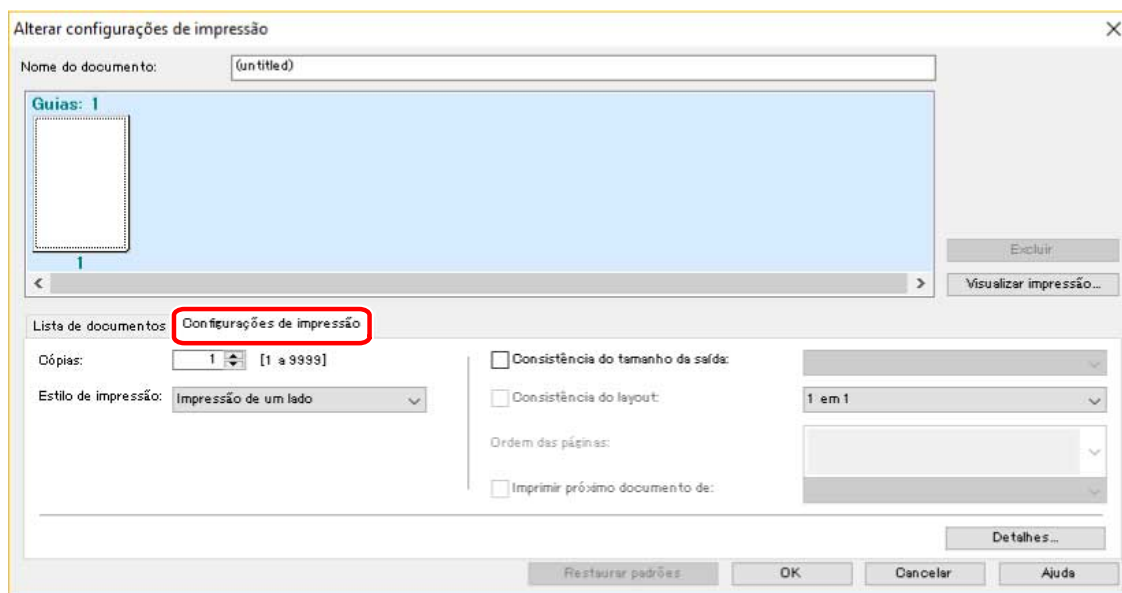 Alterar configurações de impressão
Nome do documento: (untitled)
Guias: 1
1
Excluir
Visualizar impressão...
Lista de documentos Configurações de impressão
Cópias: 1 [1 a 9999]
Consistência do tamanho da saída:
Estilo de impressão: Impressão de um lado
Consistência do layout: 1 em 1
Ordem das páginas:
Imprimir próximo documento de:
Detalhes...
Restaurar padrões OK Cancelar Ajuda